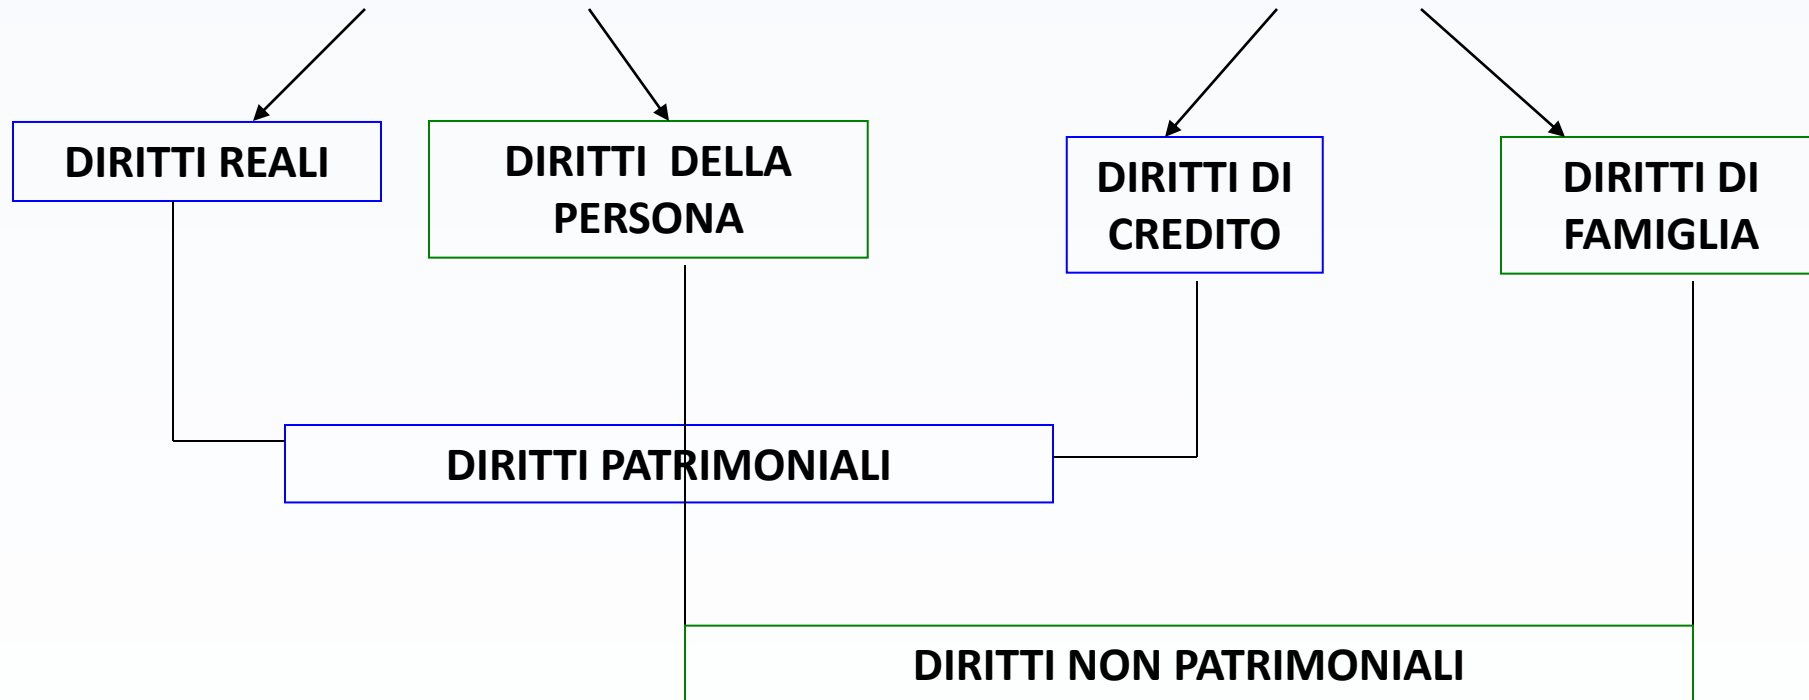 DIRITTI REALI
DIRITTI DELLA
PERSONA
DIRITTI DI
CREDITO
DIRITTI DI
FAMIGLIA
DIRITTI PATRIMONIALI
DIRITTI NON PATRIMONIALI